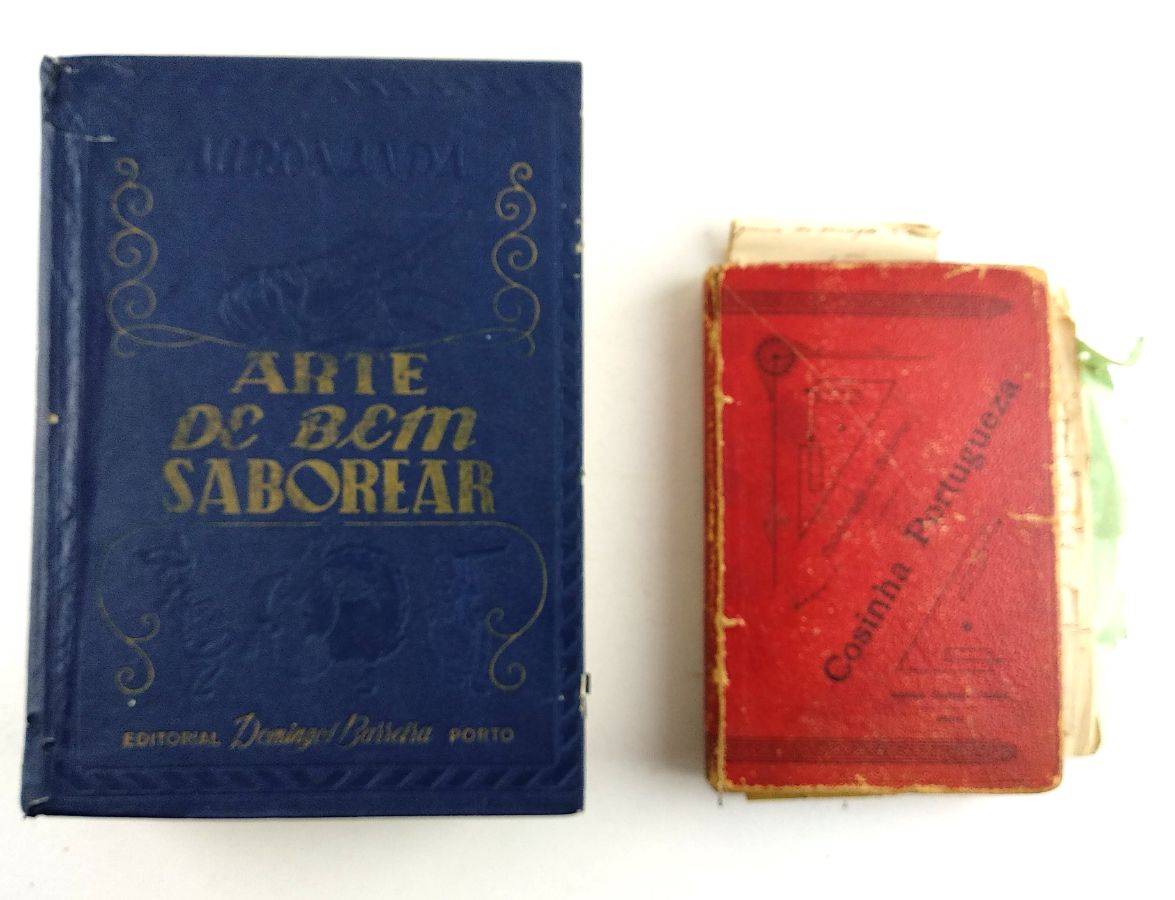 ARTE
DE BEM
SABOREAR
EDITORIAL Domingos Barreira PORTO
Cosinha Portugueza